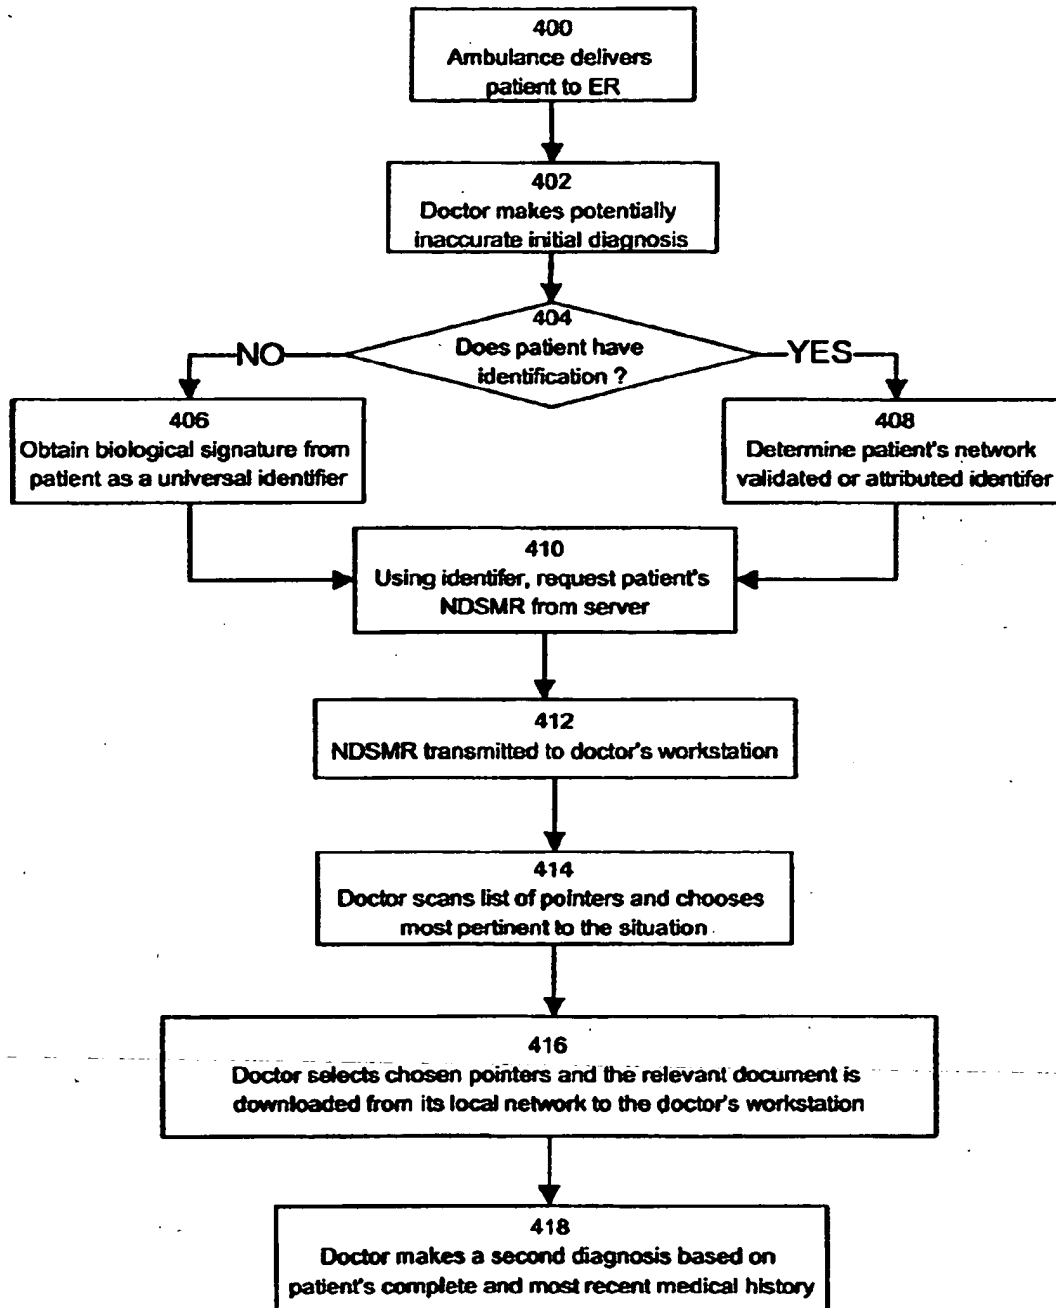 400
Ambulance delivers
patient to ER
402
Doctor makes potentially
inaccurate initial diagnosis
404
Does patient have
identification ?
NO
YES
406
Obtain biological signature from
patient as a universal identifier
408
Determine patient's network
validated or attributed identifer
410
Using identifer, request patient's
NDSMR from server
412
NDSMR transmitted to doctor's workstation
414
Doctor scans list of pointers and chooses
most pertinent to the situation
416
Doctor selects chosen pointers and the relevant document is
downloaded from its local network to the doctor's workstation
418
Doctor makes a second diagnosis based on
patient's complete and most recent medical history